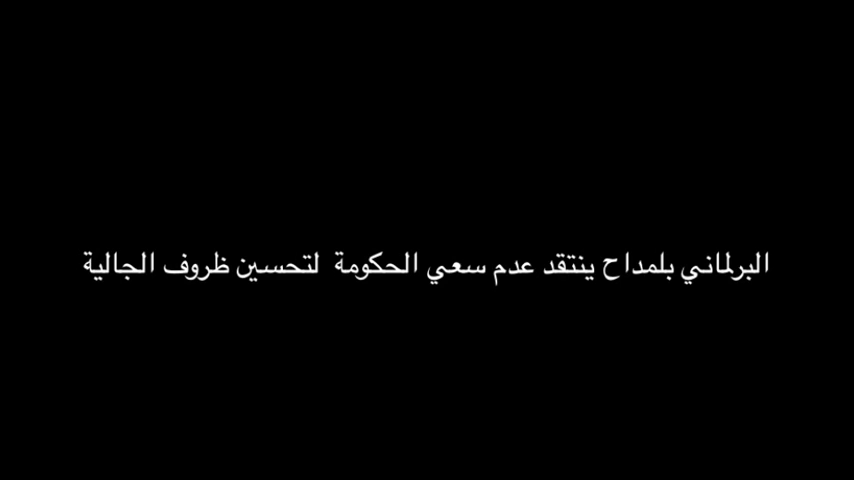 البرلماني بلمداح ينتقد عدم سعي الحكومة لتحسين ظروف الجالية